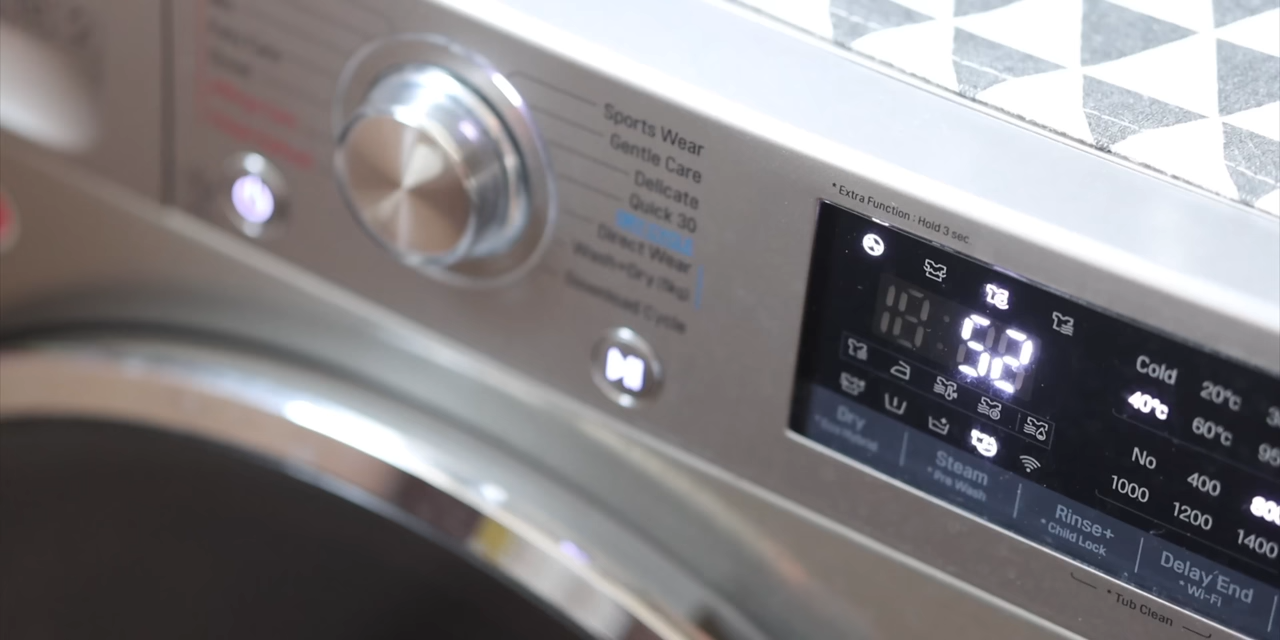 Sports Wear
Gentle Care
Delicate
Quick 30
Direct Wear
Wash+Dry (5kg)
Download Cycle
* Extra Function : Hold 3 sec.
52
Cold
20°c
40°c
60°c
No
400
800
1000
1200
1400
Dry
Steam
* Pre Wash
Rinse+
* Child Lock
Delay End
* Wi-Fi
* Tub Clean